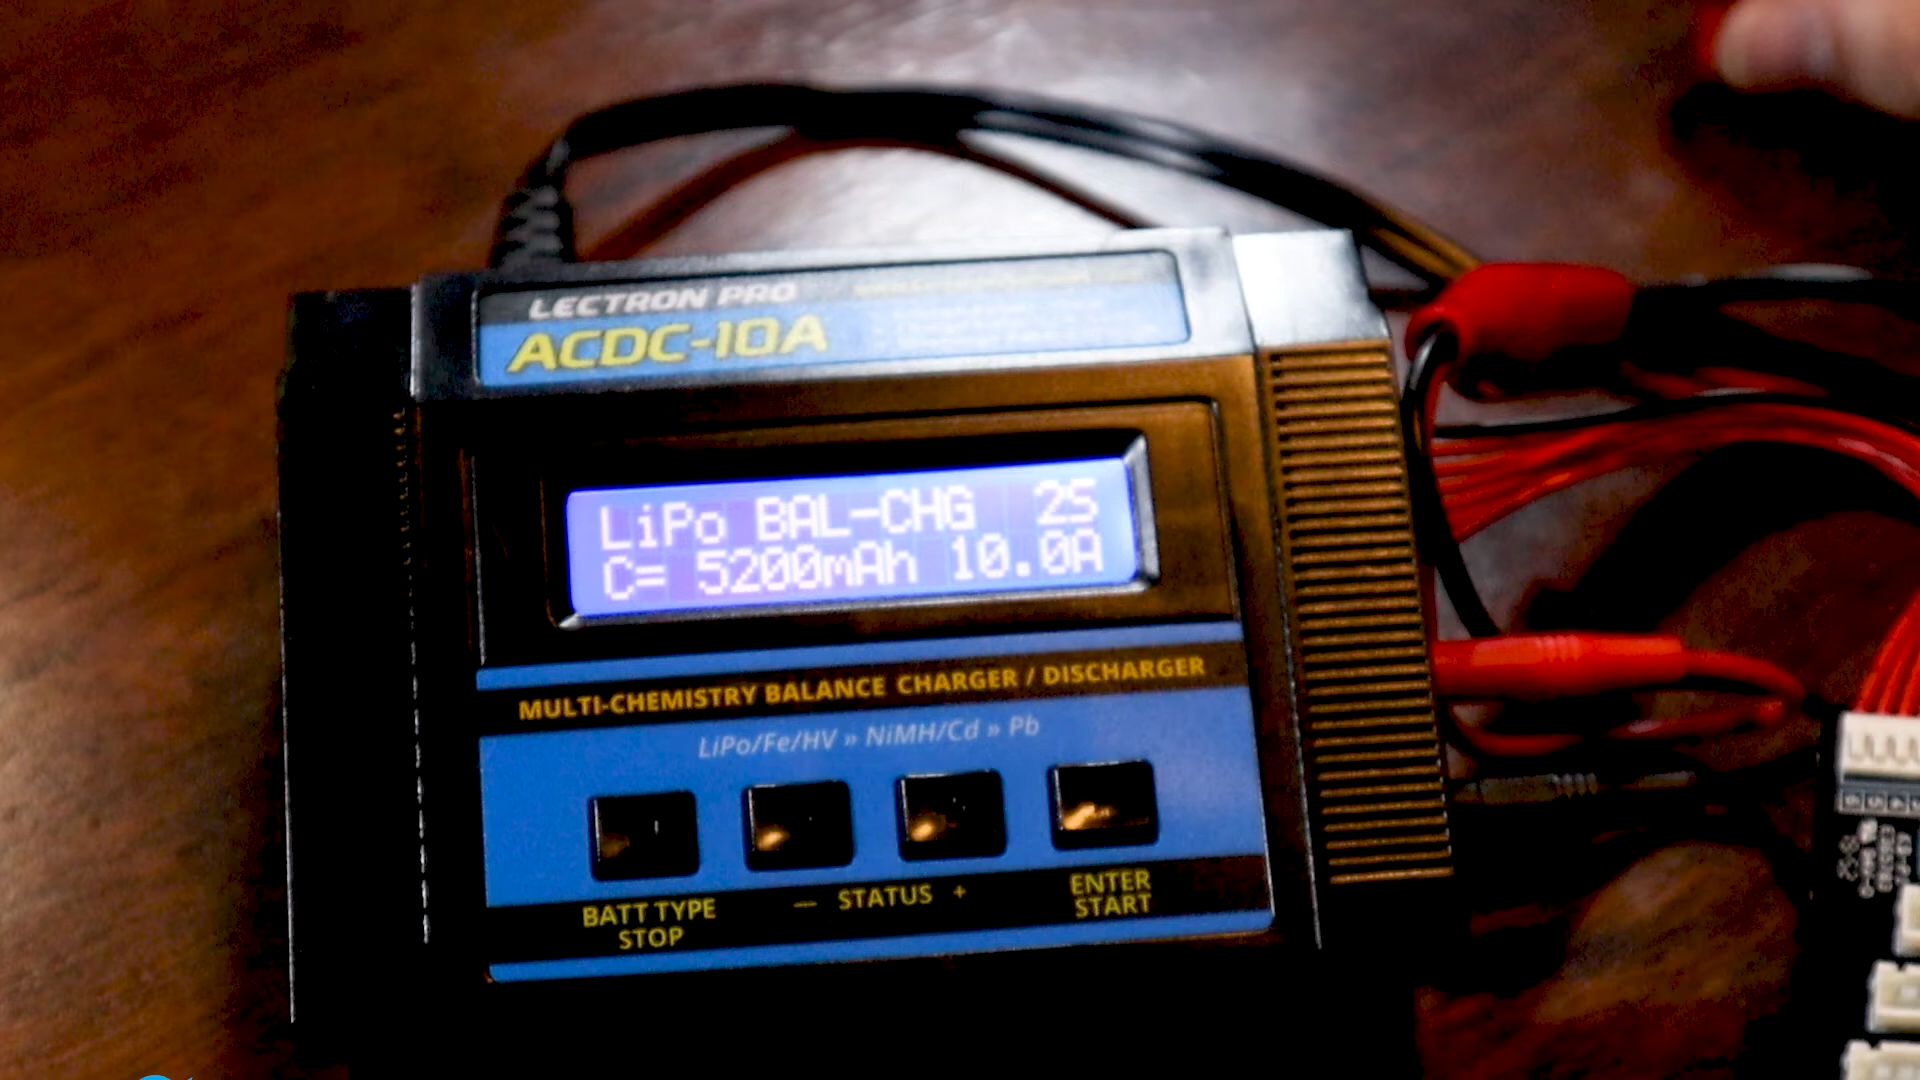 LECTRON PRO
ACDC-10A
LiPo BAL-CHG 2S
C= 5200mAh 10.0A
MULTI-CHEMISTRY BALANCE CHARGER / DISCHARGER
LiPo/Fe/HV » NiMH/Cd » Pb
BATT TYPE
STOP
— STATUS +
ENTER
START